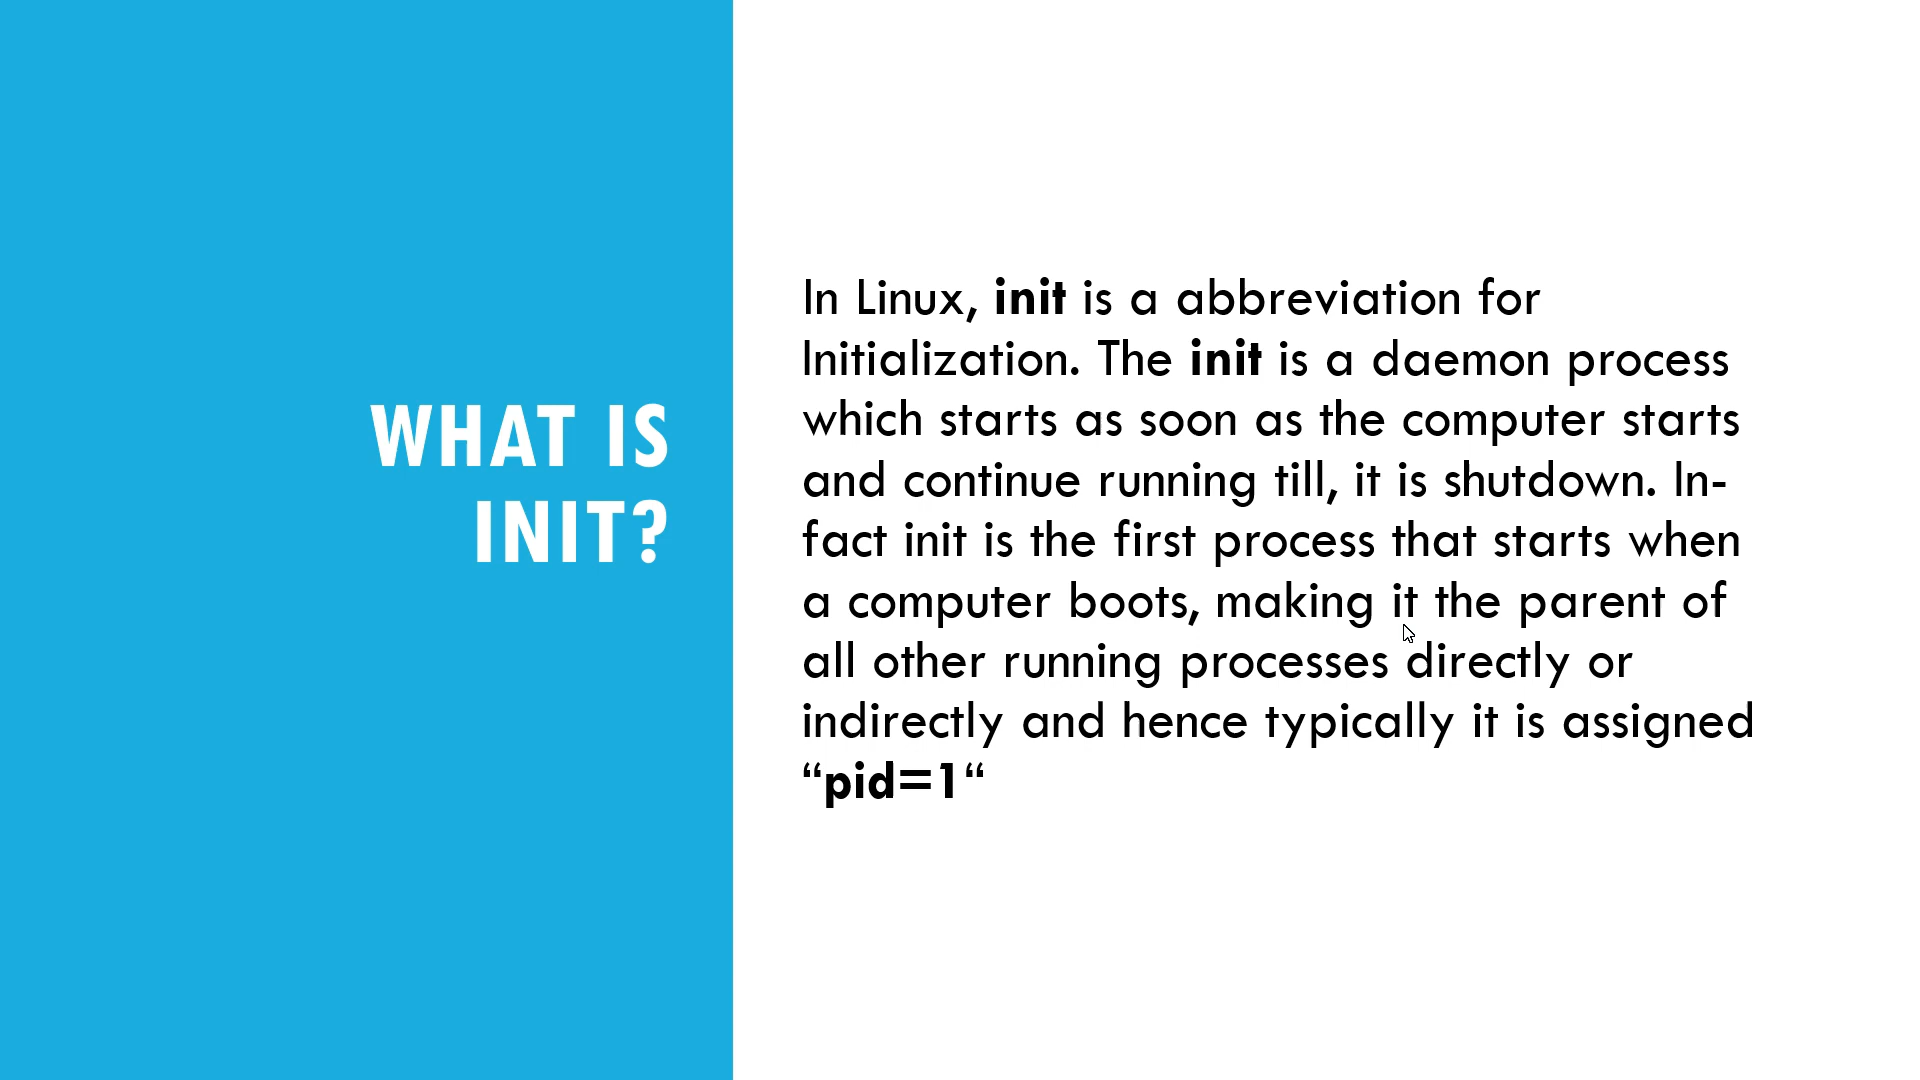 WHAT IS
INIT?
In Linux, init is a abbreviation for
Initialization. The init is a daemon process
which starts as soon as the computer starts
and continue running till, it is shutdown. In-
fact init is the first process that starts when
a computer boots, making it the parent of
all other running processes directly or
indirectly and hence typically it is assigned
“pid=1“